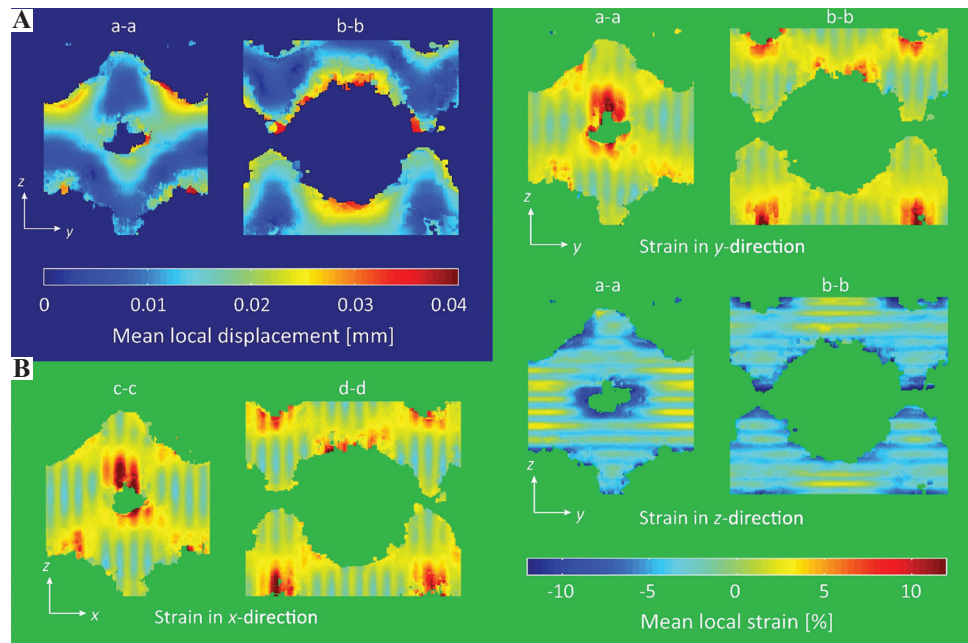 A
a-a b-b
z
y
0 0.01 0.02 0.03 0.04
Mean local displacement [mm]
B
c-c d-d
z
x
Strain in x-direction
a-a b-b
z
y
Strain in y-direction
a-a b-b
z
y
Strain in z-direction
-10 -5 0 5 10
Mean local strain [%]